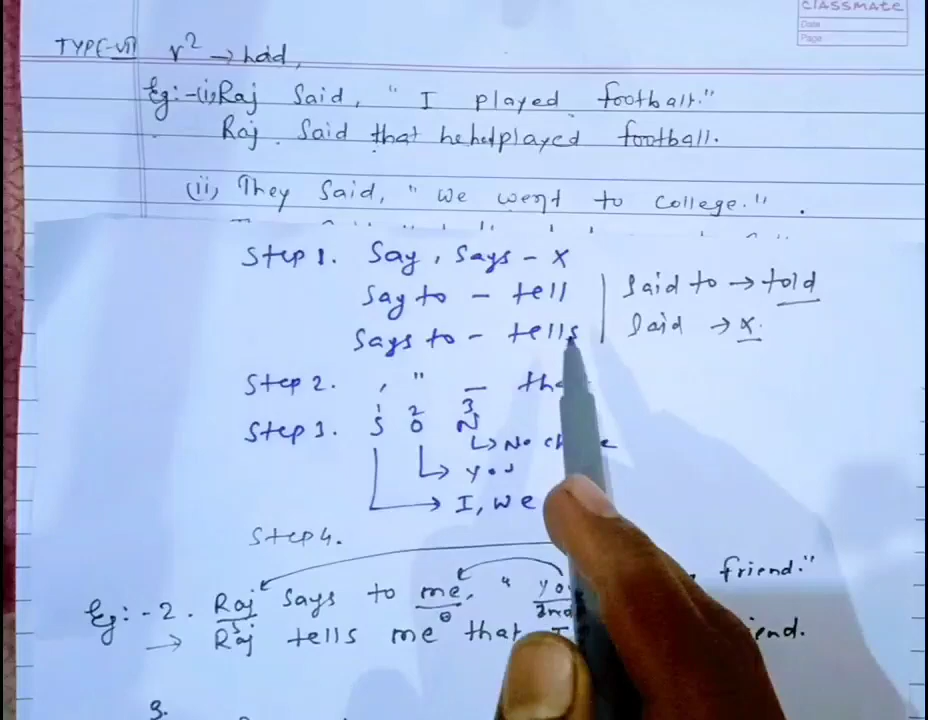 classmate
Date
Page
TYPE-VI v² → had,
Eg:-(i) Raj Said, "I played football."
Raj Said that he had played football.
(ii) They Said, "We went to College."
Step 1. Say, Says - x
Say to - tell
Says to - tells
Said to → told
Said → x.
Step 2. , " -
1 2 3
Step 3. S O N
↳ No
↳ you
→ I, we
Step 4.
Eg:-2. Raj Says to me, " friend."
→ Raj tells me that I
3.